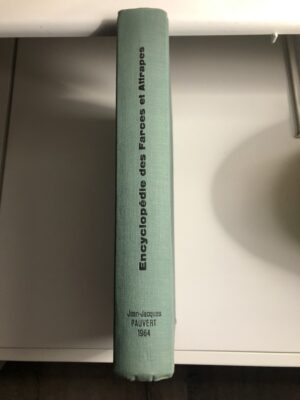 Encyclopédie des Farces et Attrapes
Jean-Jacques
PAUVERT
1964